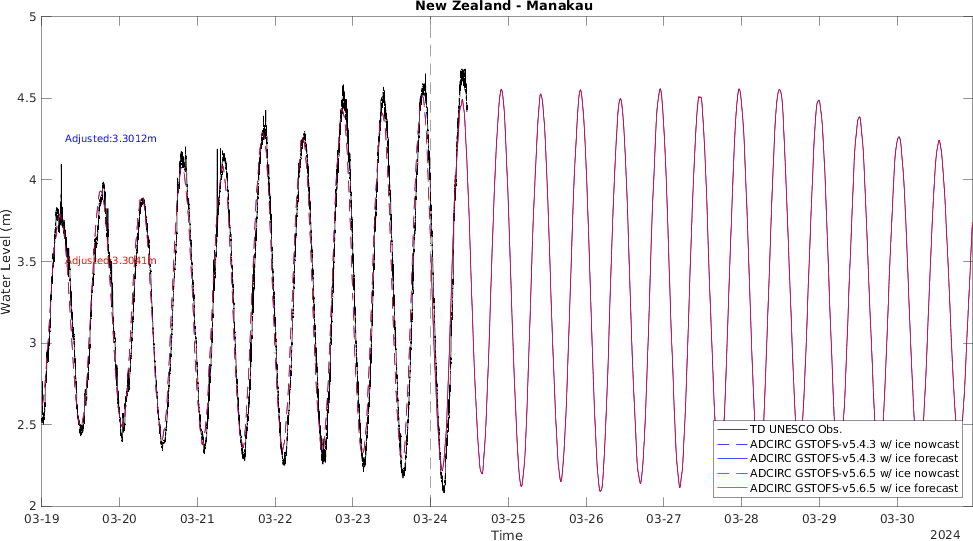 New Zealand - Manakau
5
4.5
4
3.5
3
2.5
2
Water Level (m)
Adjusted:3.3012m
Adjusted:3.3041m
TD UNESCO Obs.
ADCIRC GSTOFS-v5.4.3 w/ ice nowcast
ADCIRC GSTOFS-v5.4.3 w/ ice forecast
ADCIRC GSTOFS-v5.6.5 w/ ice nowcast
ADCIRC GSTOFS-v5.6.5 w/ ice forecast
03-19 03-20 03-21 03-22 03-23 03-24 03-25 03-26 03-27 03-28 03-29 03-30
Time
2024